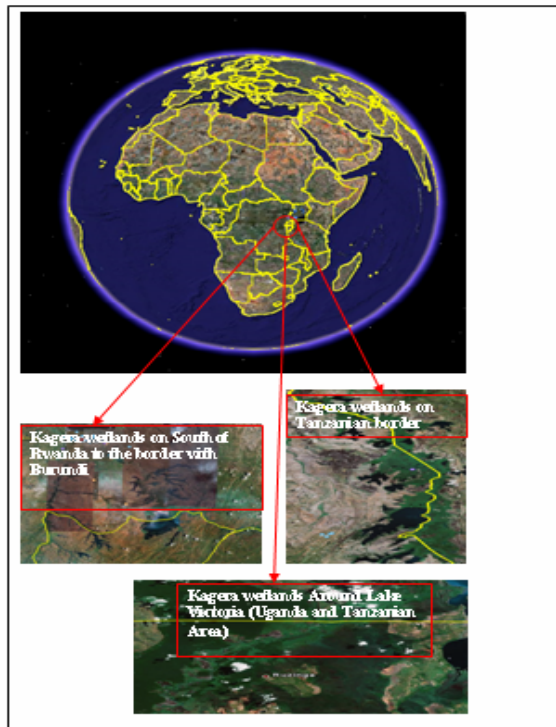 Kagera wetlands on South of
Rwanda to the border with
Burundi
Kagera wetlands on
Tanzanian border
Kagera wetlands Around Lake
Victoria (Uganda and Tanzanian
Area)